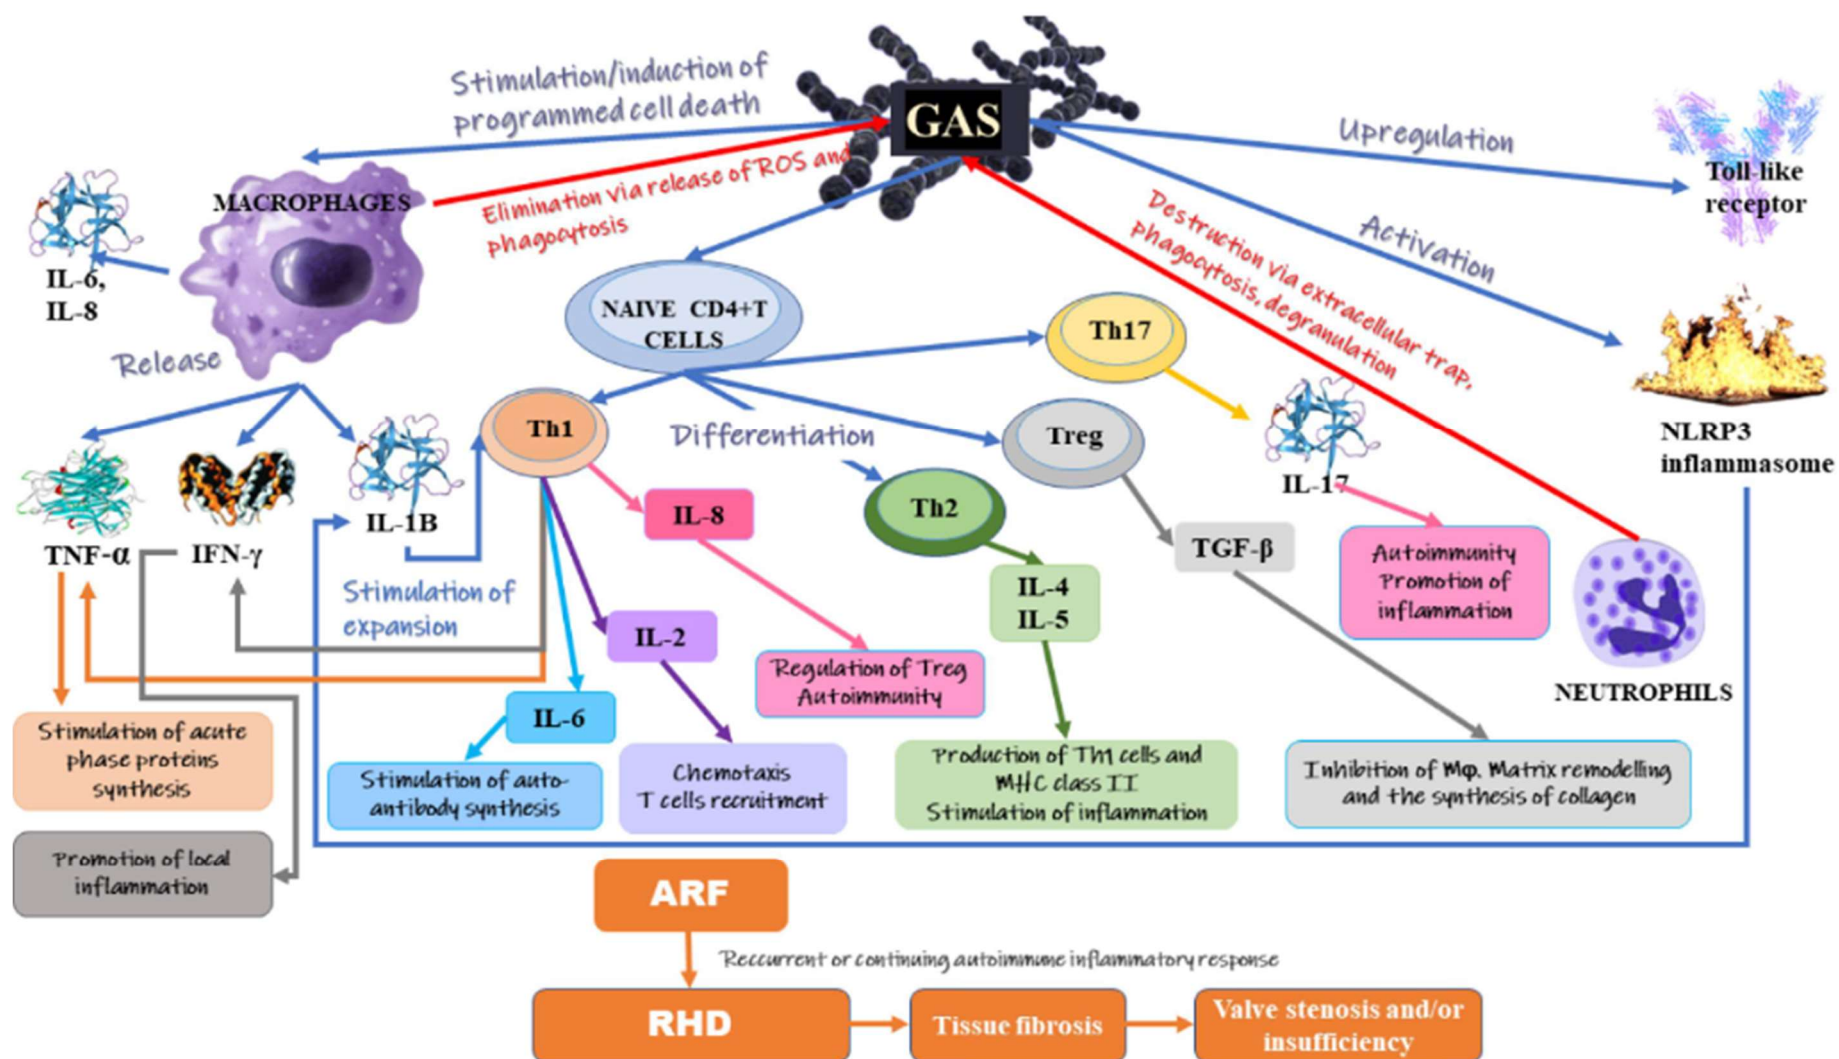 Stimulation/induction of
programmed cell death
GAS
Upregulation
Toll-like
receptor
MACROPHAGES
Elimination via release of ROS and
phagocytosis
Destruction via extracellular trap,
phagocytosis, degranulation
Activation
IL-6,
IL-8
NAIVE CD4+T
CELLS
Th17
Release
Th1
Differentiation
Treg
NLRP3
inflammasome
IL-17
IL-8
Th2
IL-1B
TNF-α
IFN-γ
TGF-β
Autoimmunity
Promotion of
inflammation
Stimulation of
expansion
IL-4
IL-5
IL-2
Regulation of Treg
Autoimmunity
NEUTROPHILS
IL-6
Stimulation of acute
phase proteins
synthesis
Stimulation of auto-
antibody synthesis
Chemotaxis
T cells recruitment
Production of Th1 cells and
MHC class II
Stimulation of inflammation
Inhibition of Mφ. Matrix remodelling
and the synthesis of collagen
Promotion of local
inflammation
ARF
Reccurrent or continuing autoimmune inflammatory response
RHD
Tissue fibrosis
Valve stenosis and/or
insufficiency